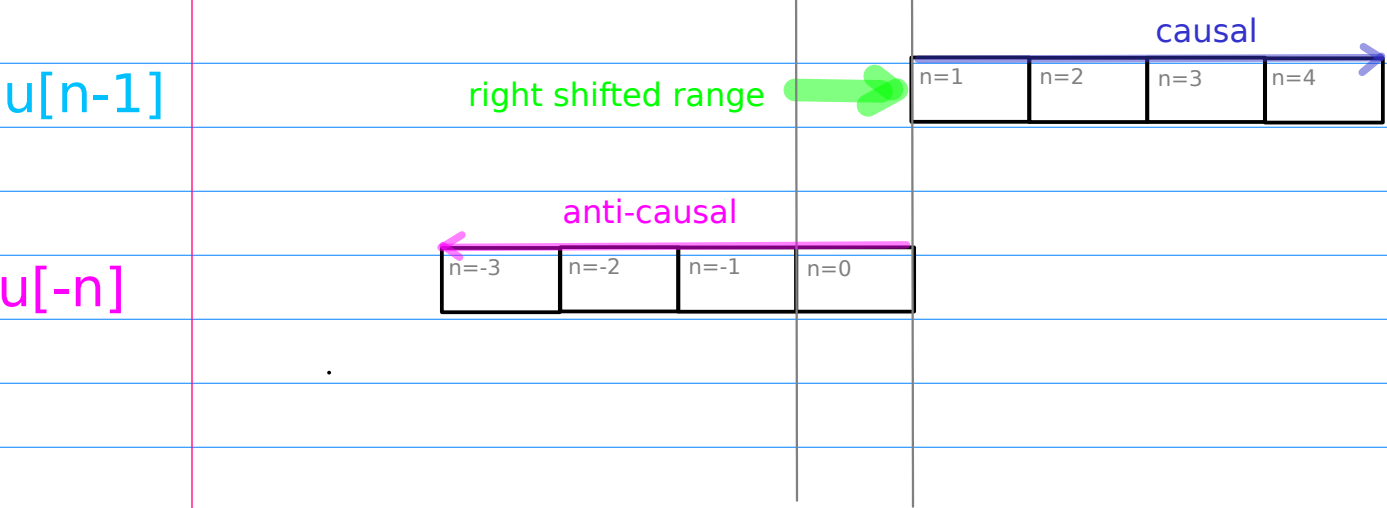 causal
u[n-1]
right shifted range
n=1
n=2
n=3
n=4
anti-causal
u[-n]
n=-3
n=-2
n=-1
n=0